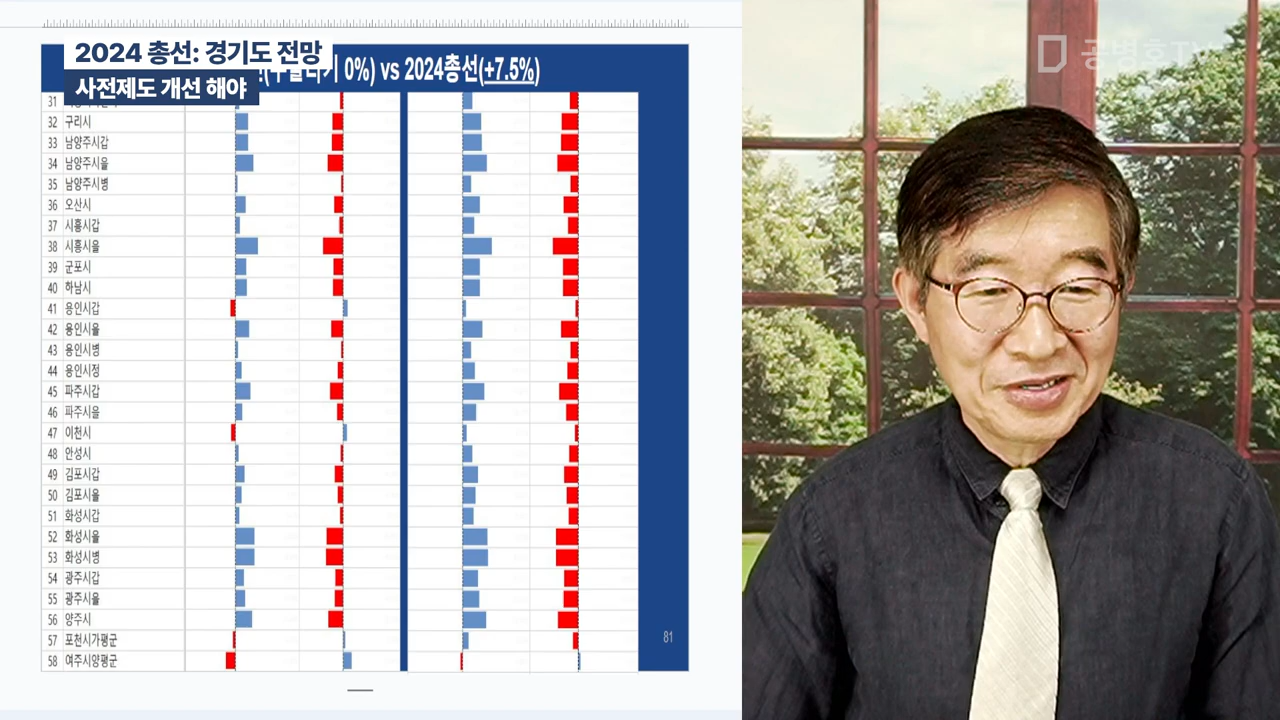 2024 총선: 경기도 전망
사전제도 개선 해야
0%) vs 2024총선(+7.5%)
공병호TV
31
32 구리시
33 남양주시갑
34 남양주시을
35 남양주시병
36 오산시
37 시흥시갑
38 시흥시을
39 군포시
40 하남시
41 용인시갑
42 용인시을
43 용인시병
44 용인시정
45 파주시갑
46 파주시을
47 이천시
48 안성시
49 김포시갑
50 김포시을
51 화성시갑
52 화성시을
53 화성시병
54 광주시갑
55 광주시을
56 양주시
57 포천시가평군
58 여주시양평군
81